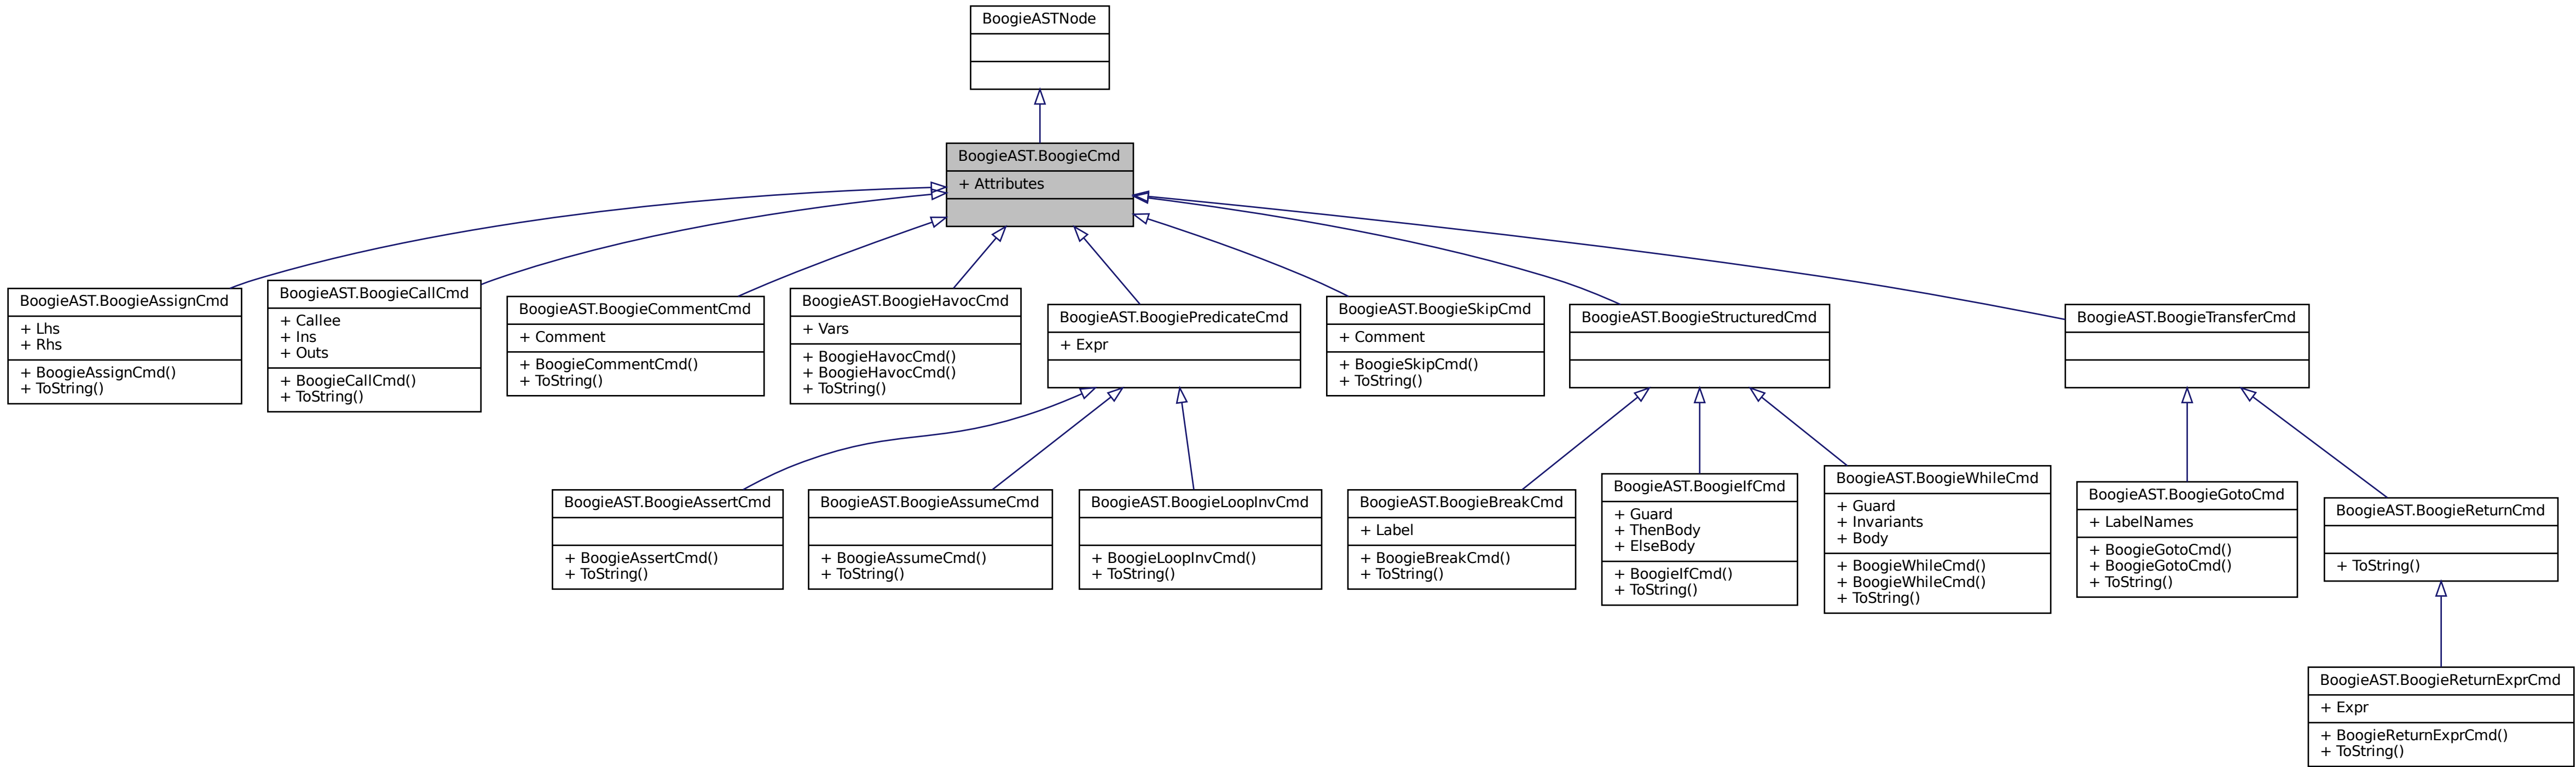 BoogieASTNode
BoogieAST.BoogieCmd
+ Attributes
BoogieAST.BoogieAssignCmd
+ Lhs
+ Rhs
+ BoogieAssignCmd()
+ ToString()
BoogieAST.BoogieCallCmd
+ Callee
+ Ins
+ Outs
+ BoogieCallCmd()
+ ToString()
BoogieAST.BoogieCommentCmd
+ Comment
+ BoogieCommentCmd()
+ ToString()
BoogieAST.BoogieHavocCmd
+ Vars
+ BoogieHavocCmd()
+ BoogieHavocCmd()
+ ToString()
BoogieAST.BoogiePredicateCmd
+ Expr
BoogieAST.BoogieSkipCmd
+ Comment
+ BoogieSkipCmd()
+ ToString()
BoogieAST.BoogieStructuredCmd
BoogieAST.BoogieTransferCmd
BoogieAST.BoogieAssertCmd
+ BoogieAssertCmd()
+ ToString()
BoogieAST.BoogieAssumeCmd
+ BoogieAssumeCmd()
+ ToString()
BoogieAST.BoogieLoopInvCmd
+ BoogieLoopInvCmd()
+ ToString()
BoogieAST.BoogieBreakCmd
+ Label
+ BoogieBreakCmd()
+ ToString()
BoogieAST.BoogieIfCmd
+ Guard
+ ThenBody
+ ElseBody
+ BoogieIfCmd()
+ ToString()
BoogieAST.BoogieWhileCmd
+ Guard
+ Invariants
+ Body
+ BoogieWhileCmd()
+ BoogieWhileCmd()
+ ToString()
BoogieAST.BoogieGotoCmd
+ LabelNames
+ BoogieGotoCmd()
+ BoogieGotoCmd()
+ ToString()
BoogieAST.BoogieReturnCmd
+ ToString()
BoogieAST.BoogieReturnExprCmd
+ Expr
+ BoogieReturnExprCmd()
+ ToString()